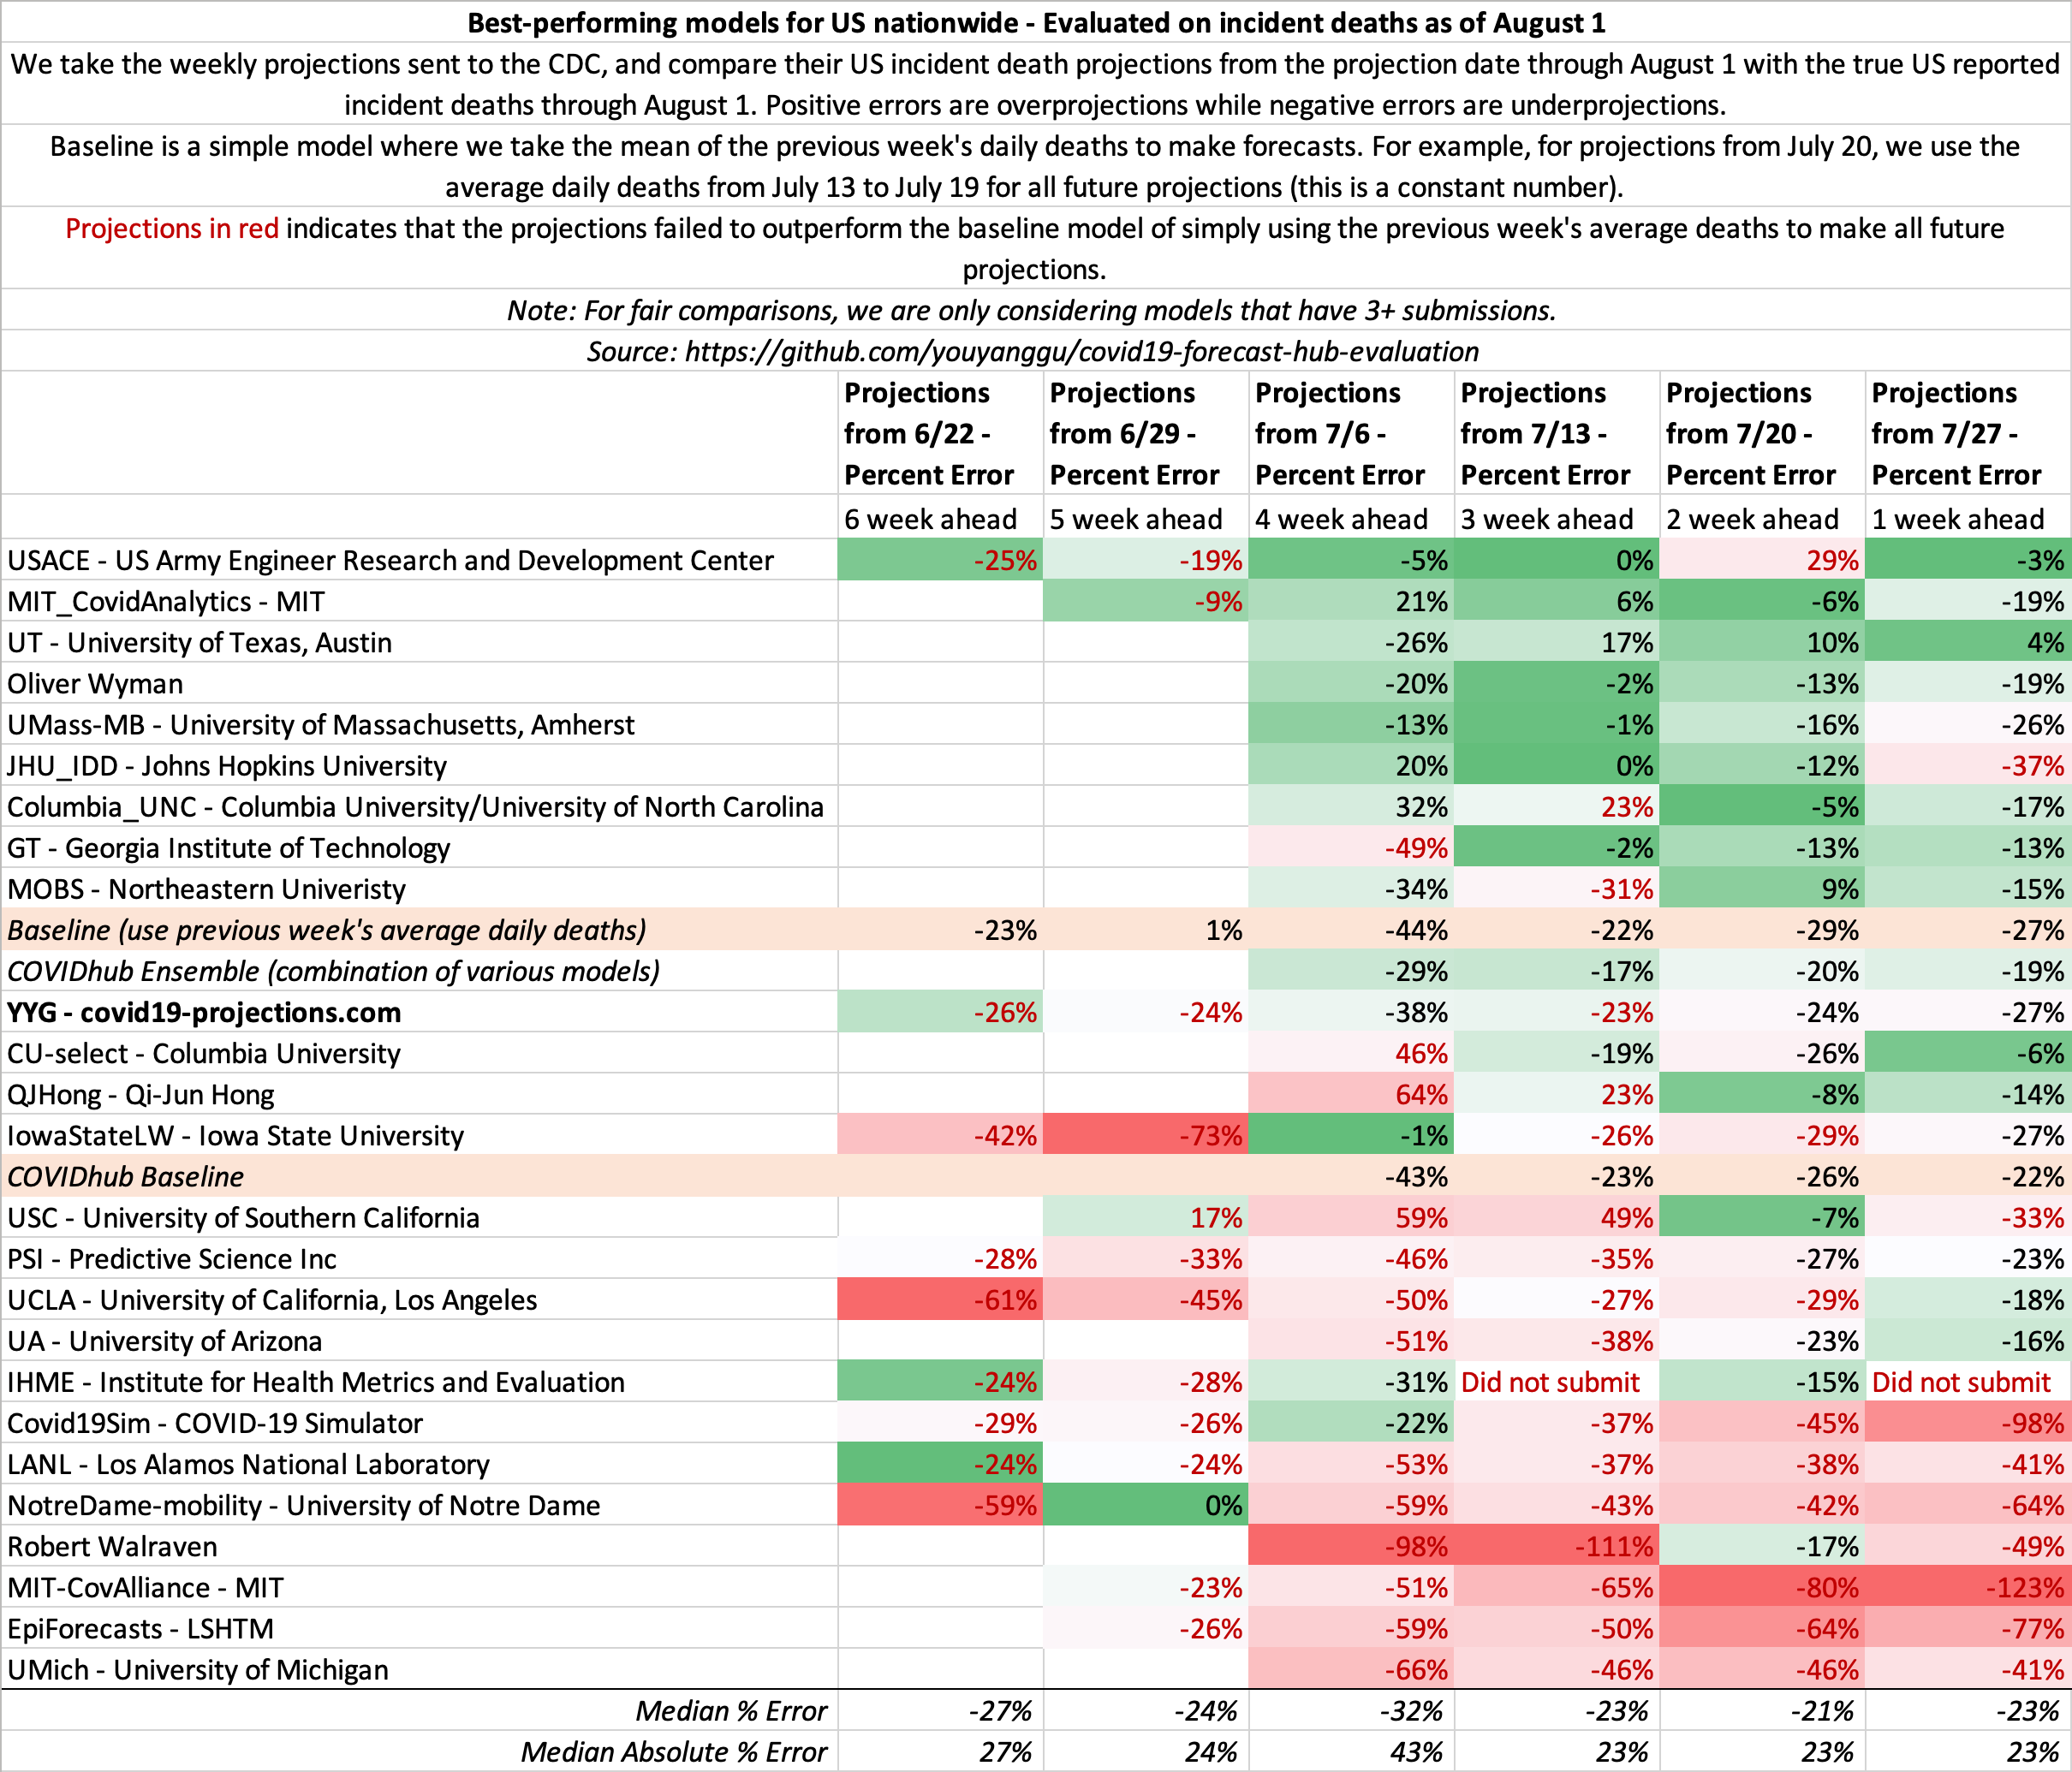 Best-performing models for US nationwide - Evaluated on incident deaths as of August 1
We take the weekly projections sent to the CDC, and compare their US incident death projections from the projection date through August 1 with the true US reported
incident deaths through August 1. Positive errors are overprojections while negative errors are underprojections.
Baseline is a simple model where we take the mean of the previous week's daily deaths to make forecasts. For example, for projections from July 20, we use the
average daily deaths from July 13 to July 19 for all future projections (this is a constant number).
Projections in red indicates that the projections failed to outperform the baseline model of simply using the previous week's average deaths to make all future
projections.
Note: For fair comparisons, we are only considering models that have 3+ submissions.
Source: https://github.com/youyanggu/covid19-forecast-hub-evaluation
Projections Projections Projections Projections Projections Projections
from 6/22 - from 6/29 - from 7/6 - from 7/13 - from 7/20 - from 7/27 -
Percent Error Percent Error Percent Error Percent Error Percent Error Percent Error
6 week ahead 5 week ahead 4 week ahead 3 week ahead 2 week ahead 1 week ahead
USACE - US Army Engineer Research and Development Center -25% -19% -5% 0% 29% -3%
MIT_CovidAnalytics - MIT -9% 21% 6% -6% -19%
UT - University of Texas, Austin -26% 17% 10% 4%
Oliver Wyman -20% -2% -13% -19%
UMass-MB - University of Massachusetts, Amherst -13% -1% -16% -26%
JHU_IDD - Johns Hopkins University 20% 0% -12% -37%
Columbia_UNC - Columbia University/University of North Carolina 32% 23% -5% -17%
GT - Georgia Institute of Technology -49% -2% -13% -13%
MOBS - Northeastern Univeristy -34% -31% 9% -15%
Baseline (use previous week's average daily deaths) -23% 1% -44% -22% -29% -27%
COVIDhub Ensemble (combination of various models) -29% -17% -20% -19%
YYG - covid19-projections.com -26% -24% -38% -23% -24% -27%
CU-select - Columbia University 46% -19% -26% -6%
QJHong - Qi-Jun Hong 64% 23% -8% -14%
IowaStateLW - Iowa State University -42% -73% -1% -26% -29% -27%
COVIDhub Baseline -43% -23% -26% -22%
USC - University of Southern California 17% 59% 49% -7% -33%
PSI - Predictive Science Inc -28% -33% -46% -35% -27% -23%
UCLA - University of California, Los Angeles -61% -45% -50% -27% -29% -18%
UA - University of Arizona -51% -38% -23% -16%
IHME - Institute for Health Metrics and Evaluation -24% -28% -31% Did not submit -15% Did not submit
Covid19Sim - COVID-19 Simulator -29% -26% -22% -37% -45% -98%
LANL - Los Alamos National Laboratory -24% -24% -53% -37% -38% -41%
NotreDame-mobility - University of Notre Dame -59% 0% -59% -43% -42% -64%
Robert Walraven -98% -111% -17% -49%
MIT-CovAlliance - MIT -23% -51% -65% -80% -123%
EpiForecasts - LSHTM -26% -59% -50% -64% -77%
UMich - University of Michigan -66% -46% -46% -41%
Median % Error -27% -24% -32% -23% -21% -23%
Median Absolute % Error 27% 24% 43% 23% 23% 23%